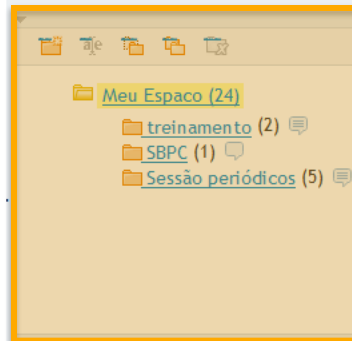 a/e
Meu Espaco (24)
treinamento (2)
SBPC (1)
Sessão periódicos (5)